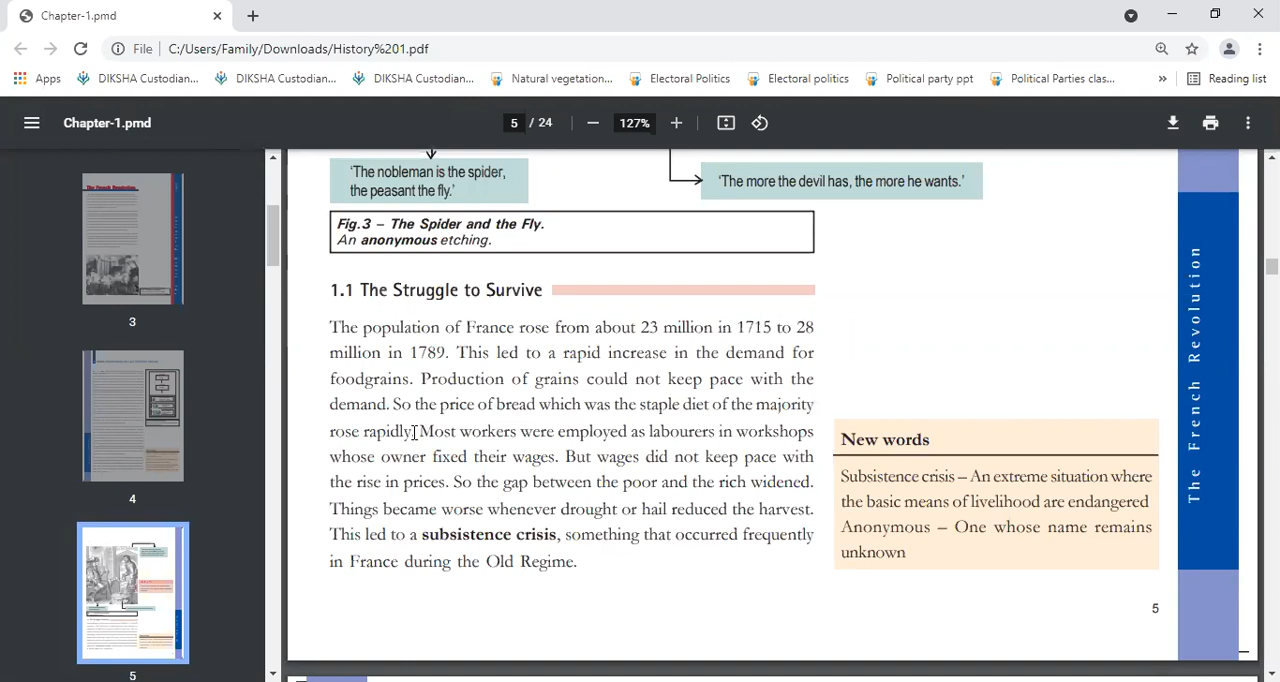 Chapter-1.pmd
File
C:/Users/Family/Downloads/History%201.pdf
Apps
DIKSHA Custodian...
DIKSHA Custodian...
DIKSHA Custodian...
Natural vegetation...
Electoral Politics
Electoral politics
Political party ppt
Political Parties clas...
»
Reading list
Chapter-1.pmd
5 / 24
127%
3
4
5
'The nobleman is the spider,
the peasant the fly.'
'The more the devil has, the more he wants.'
Fig.3 – The Spider and the Fly.
An anonymous etching.
1.1 The Struggle to Survive
The population of France rose from about 23 million in 1715 to 28
million in 1789. This led to a rapid increase in the demand for
foodgrains. Production of grains could not keep pace with the
demand. So the price of bread which was the staple diet of the majority
rose rapidly. Most workers were employed as labourers in workshops
whose owner fixed their wages. But wages did not keep pace with
the rise in prices. So the gap between the poor and the rich widened.
Things became worse whenever drought or hail reduced the harvest.
This led to a subsistence crisis, something that occurred frequently
in France during the Old Regime.
New words
Subsistence crisis – An extreme situation where
the basic means of livelihood are endangered
Anonymous – One whose name remains
unknown
5
The French Revolution